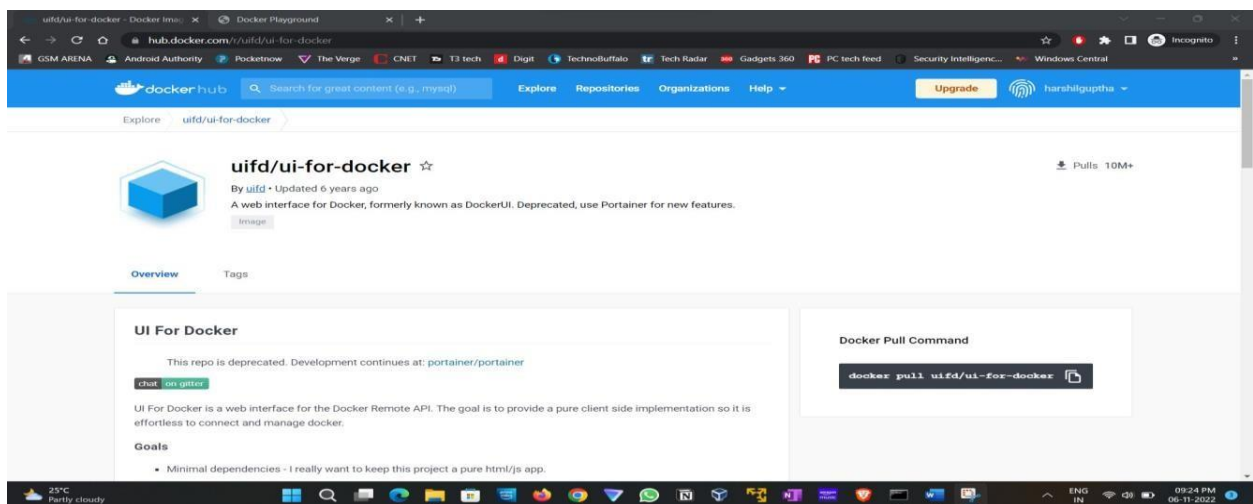 uifd/ui-for-docker - Docker Imag
Docker Playground
hub.docker.com/r/uifd/ui-for-docker
Incognito
GSM ARENA Android Authority Pocketnow The Verge CNET T3 tech Digit TechnoBuffalo Tech Radar Gadgets 360 PC tech feed Security Intelligenc... Windows Central
docker hub Search for great content (e.g., mysql) Explore Repositories Organizations Help Upgrade harshilguptha
Explore uifd/ui-for-docker
uifd/ui-for-docker
Pulls 10M+
By uifd • Updated 6 years ago
A web interface for Docker, formerly known as DockerUI. Deprecated, use Portainer for new features.
Image
Overview Tags
UI For Docker
This repo is deprecated. Development continues at: portainer/portainer
chat on gitter
UI For Docker is a web interface for the Docker Remote API. The goal is to provide a pure client side implementation so it is
effortless to connect and manage docker.
Goals
• Minimal dependencies - I really want to keep this project a pure html/js app.
Docker Pull Command
docker pull uifd/ui-for-docker
25°C
Partly cloudy
ENG
IN
09:24 PM
06-11-2022